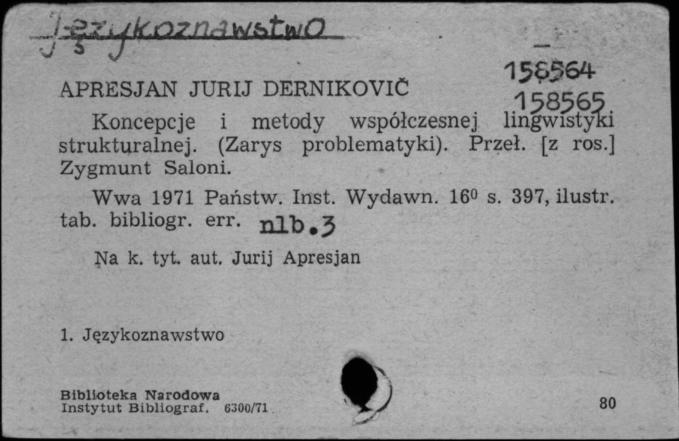 Językoznawstwo
158564
APRESJAN JURIJ DERNIKOVIČ
158565
Koncepcje i metody współczesnej lingwistyki
strukturalnej. (Zarys problematyki). Przeł. [z ros.]
Zygmunt Saloni.
Wwa 1971 Państw. Inst. Wydawn. 16⁰ s. 397, ilustr.
tab. bibliogr. err. nlb.3
Na k. tyt. aut. Jurij Apresjan
1. Językoznawstwo
Biblioteka Narodowa
Instytut Bibliograf. 6300/71
80